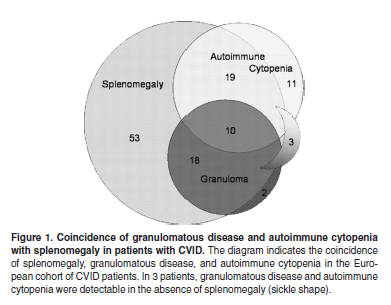 Autoimmune
Cytopenia
Splenomegaly
19
11
53
10
3
18
Granuloma
2
Figure 1. Coincidence of granulomatous disease and autoimmune cytopenia
with splenomegaly in patients with CVID. The diagram indicates the coincidence
of splenomegaly, granulomatous disease, and autoimmune cytopenia in the Euro-
pean cohort of CVID patients. In 3 patients, granulomatous disease and autoimmune
cytopenia were detectable in the absence of splenomegaly (sickle shape).